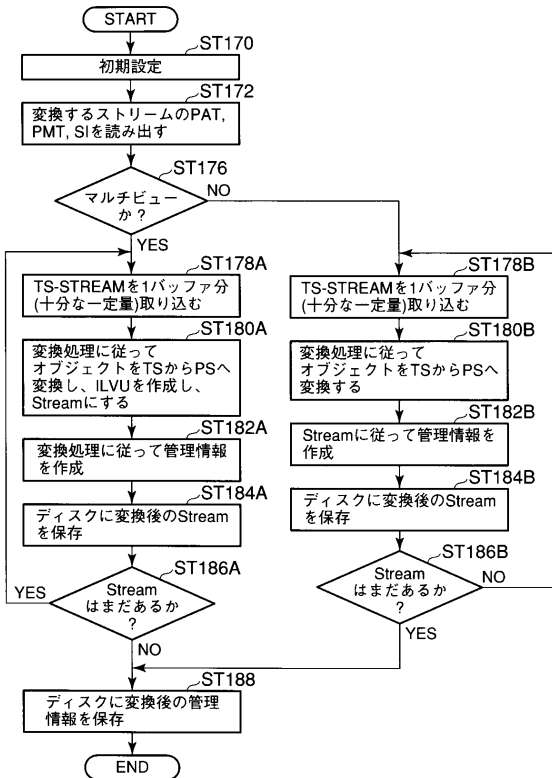 START
ST170
初期設定
ST172
変換するストリームのPAT,
PMT, SIを読み出す
ST176
マルチビュー
か?
NO
YES
ST178A
TS-STREAMを1バッファ分
(十分な一定量)取り込む
ST180A
変換処理に従って
オブジェクトをTSからPSへ
変換し、ILVUを作成し、
Streamにする
ST182A
変換処理に従って管理情報
を作成
ST184A
ディスクに変換後のStream
を保存
ST186A
Stream
はまだあるか
?
YES
NO
ST178B
TS-STREAMを1バッファ分
(十分な一定量)取り込む
ST180B
変換処理に従って
オブジェクトをTSからPSへ
変換する
ST182B
Streamに従って管理情報を
作成
ST184B
ディスクに変換後のStream
を保存
ST186B
Stream
はまだあるか
?
NO
YES
ST188
ディスクに変換後の管理
情報を保存
END